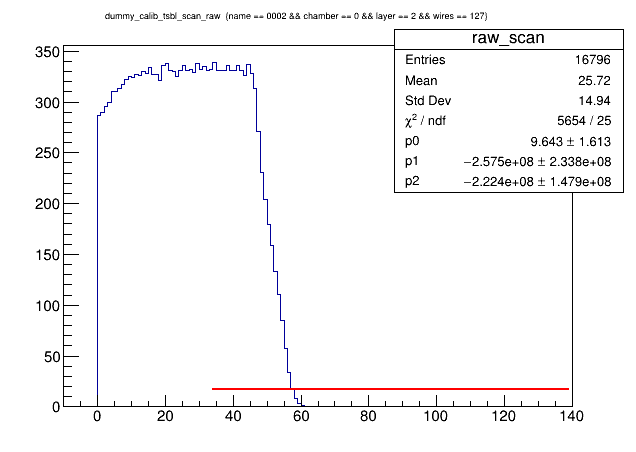 dummy_calib_tsbl_scan_raw (name == 0002 && chamber == 0 && layer == 2 && wires == 127)
raw_scan
Entries 16796
Mean 25.72
Std Dev 14.94
χ² / ndf 5654 / 25
p0 9.643 ± 1.613
p1 −2.575e+08 ± 2.338e+08
p2 −2.224e+08 ± 1.479e+08
350
300
250
200
150
100
50
0
0 20 40 60 80 100 120 140